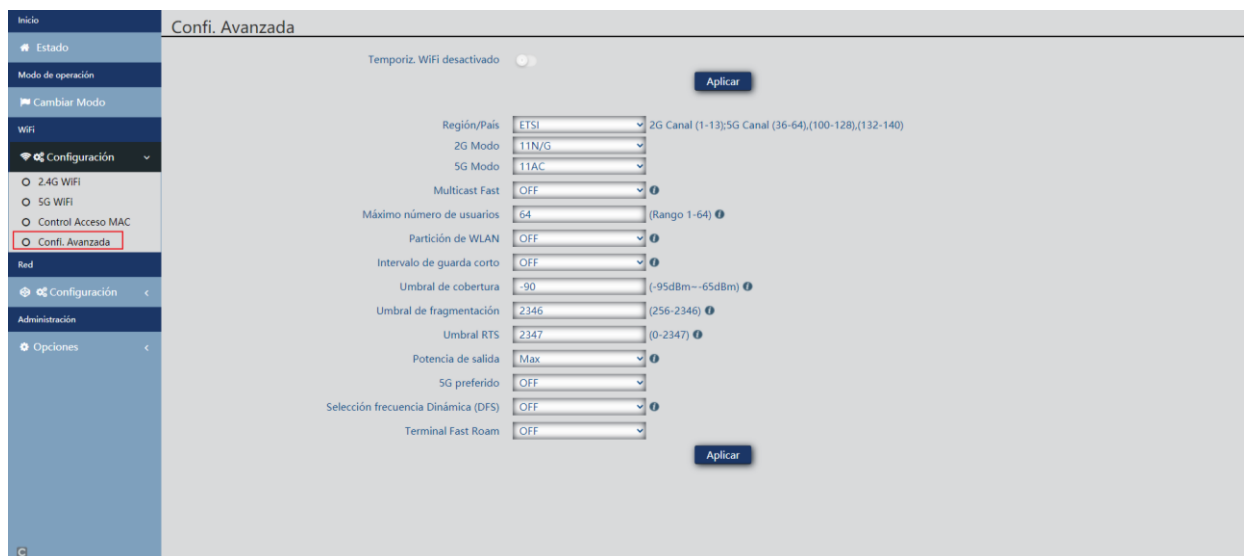 Inicio
Estado
Modo de operación
Cambiar Modo
WiFi
Configuración
2.4G WiFi
5G WiFi
Control Acceso MAC
Confi. Avanzada
Red
Configuración
Administración
Opciones
Confi. Avanzada
Temporiz. WiFi desactivado
Aplicar
Región/País ETSI 2G Canal (1-13);5G Canal (36-64),(100-128),(132-140)
2G Modo 11N/G
5G Modo 11AC
Multicast Fast OFF
Máximo número de usuarios 64 (Rango 1-64)
Partición de WLAN OFF
Intervalo de guarda corto OFF
Umbral de cobertura -90 (-95dBm~-65dBm)
Umbral de fragmentación 2346 (256-2346)
Umbral RTS 2347 (0-2347)
Potencia de salida Max
5G preferido OFF
Selección frecuencia Dinámica (DFS) OFF
Terminal Fast Roam OFF
Aplicar